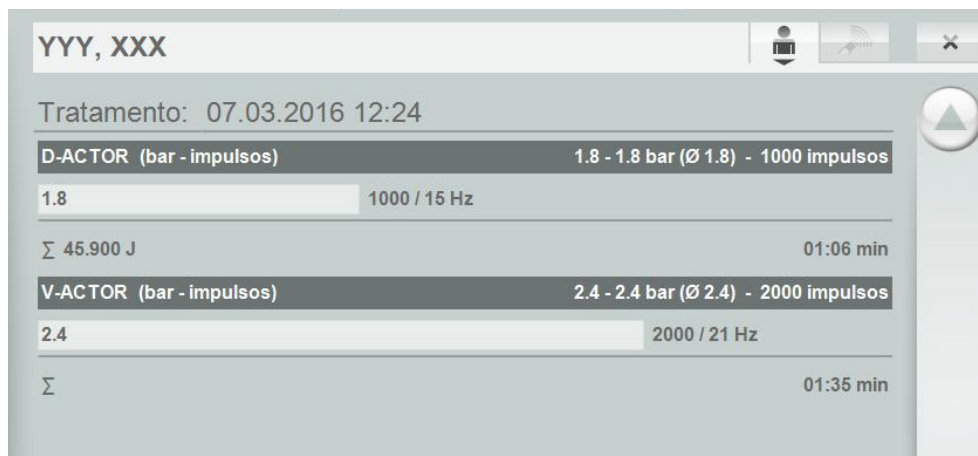 YYY, XXX
Tratamento: 07.03.2016 12:24
D-ACTOR (bar - impulsos) 1.8 - 1.8 bar (Ø 1.8) - 1000 impulsos
1.8 1000 / 15 Hz
∑ 45.900 J 01:06 min
V-ACTOR (bar - impulsos) 2.4 - 2.4 bar (Ø 2.4) - 2000 impulsos
2.4 2000 / 21 Hz
∑ 01:35 min